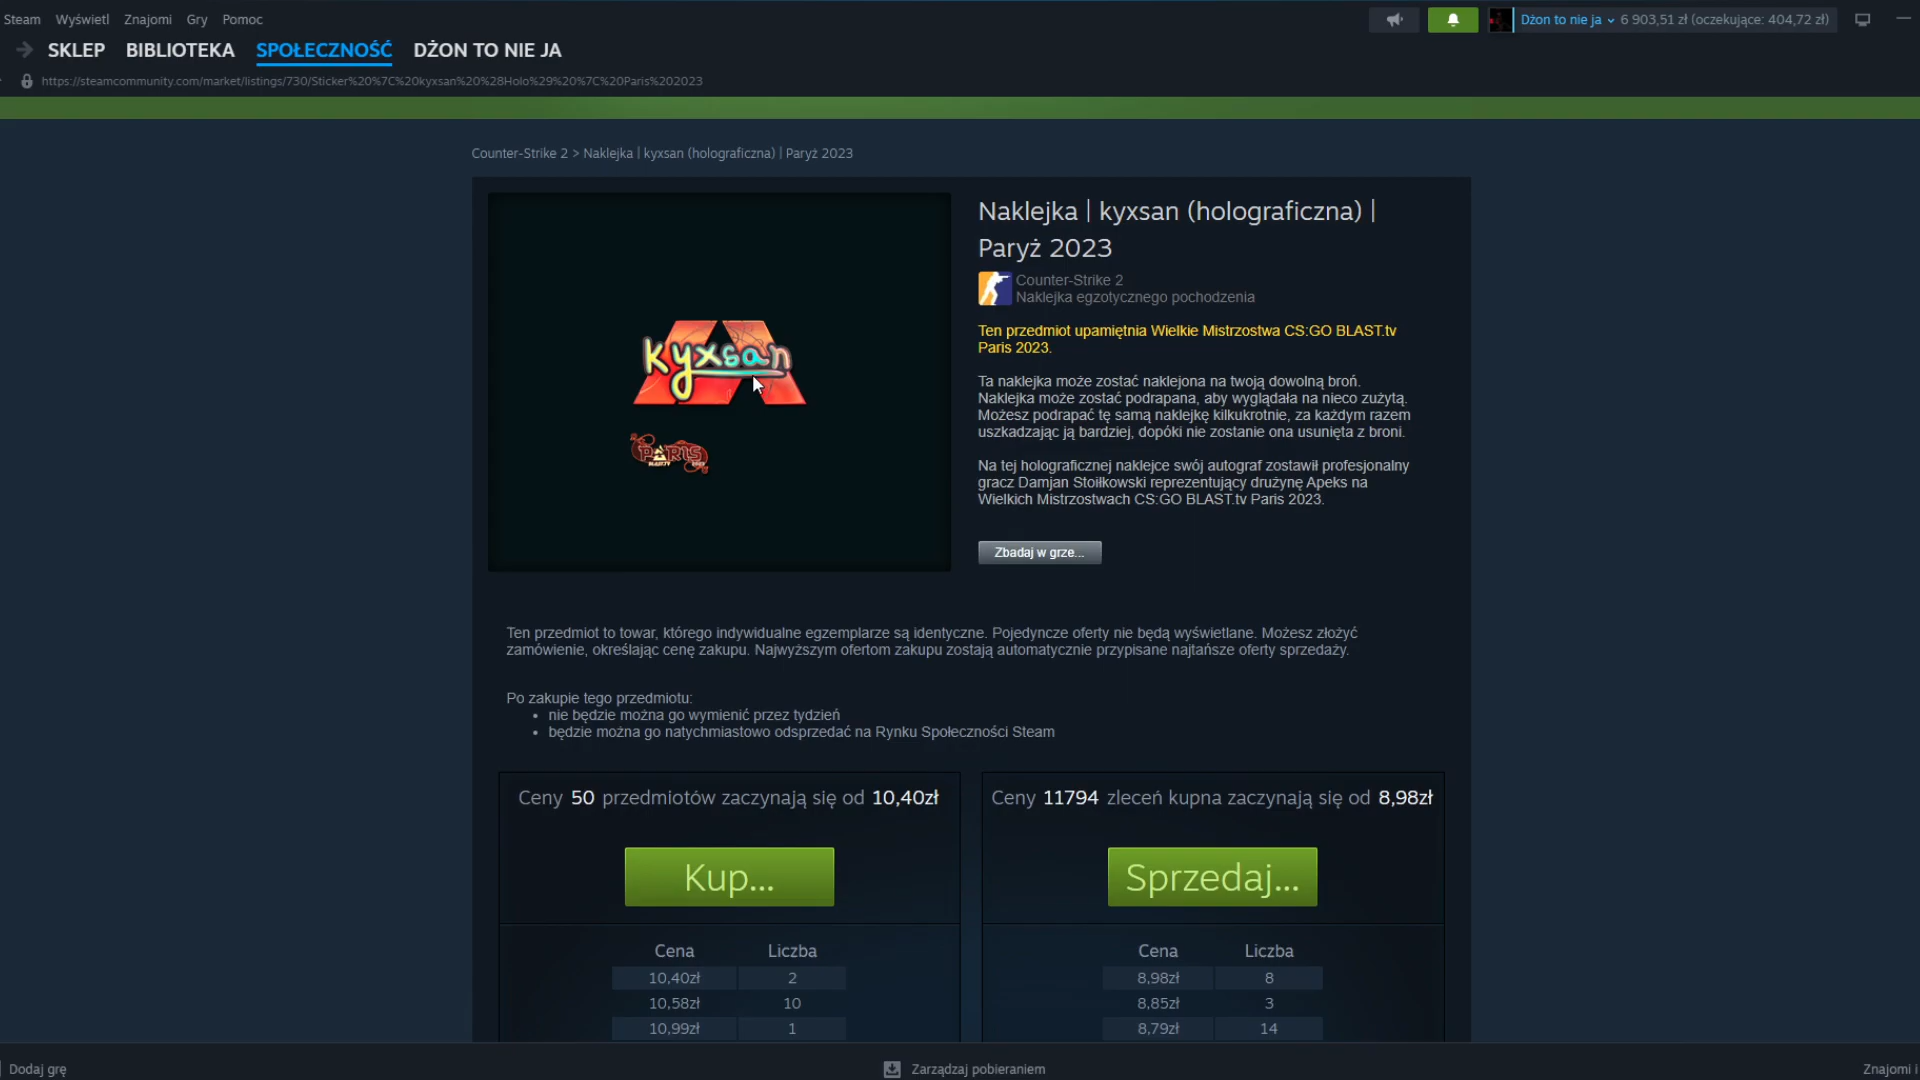 Steam Wyświetl Znajomi Gry Pomoc
Dżon to nie ja 6 903,51 zł (oczekujące: 404,72 zł)
SKLEP BIBLIOTEKA SPOŁECZNOŚĆ DŻON TO NIE JA
https://steamcommunity.com/market/listings/730/Sticker%20%7C%20kyxsan%20%28Holo%29%20%7C%20Paris%202023
Counter-Strike 2 > Naklejka | kyxsan (holograficzna) | Paryż 2023
kyxsan
PARIS
BLAST.TV 2023
Naklejka | kyxsan (holograficzna) |
Paryż 2023
Counter-Strike 2
Naklejka egzotycznego pochodzenia
Ten przedmiot upamiętnia Wielkie Mistrzostwa CS:GO BLAST.tv
Paris 2023.
Ta naklejka może zostać naklejona na twoją dowolną broń.
Naklejka może zostać podrapana, aby wyglądała na nieco zużytą.
Możesz podrapać tę samą naklejkę kilkukrotnie, za każdym razem
uszkadzając ją bardziej, dopóki nie zostanie ona usunięta z broni.
Na tej holograficznej naklejce swój autograf zostawił profesjonalny
gracz Damjan Stoiłkowski reprezentujący drużynę Apeks na
Wielkich Mistrzostwach CS:GO BLAST.tv Paris 2023.
Zbadaj w grze...
Ten przedmiot to towar, którego indywidualne egzemplarze są identyczne. Pojedyncze oferty nie będą wyświetlane. Możesz złożyć
zamówienie, określając cenę zakupu. Najwyższym ofertom zakupu zostają automatycznie przypisane najtańsze oferty sprzedaży.
Po zakupie tego przedmiotu:
• nie będzie można go wymienić przez tydzień
• będzie można go natychmiastowo odsprzedać na Rynku Społeczności Steam
Ceny 50 przedmiotów zaczynają się od 10,40zł
Kup...
Cena Liczba
10,40zł 2
10,58zł 10
10,99zł 1
Ceny 11794 zleceń kupna zaczynają się od 8,98zł
Sprzedaj...
Cena Liczba
8,98zł 8
8,85zł 3
8,79zł 14
Dodaj grę
Zarządzaj pobieraniem
Znajomi i